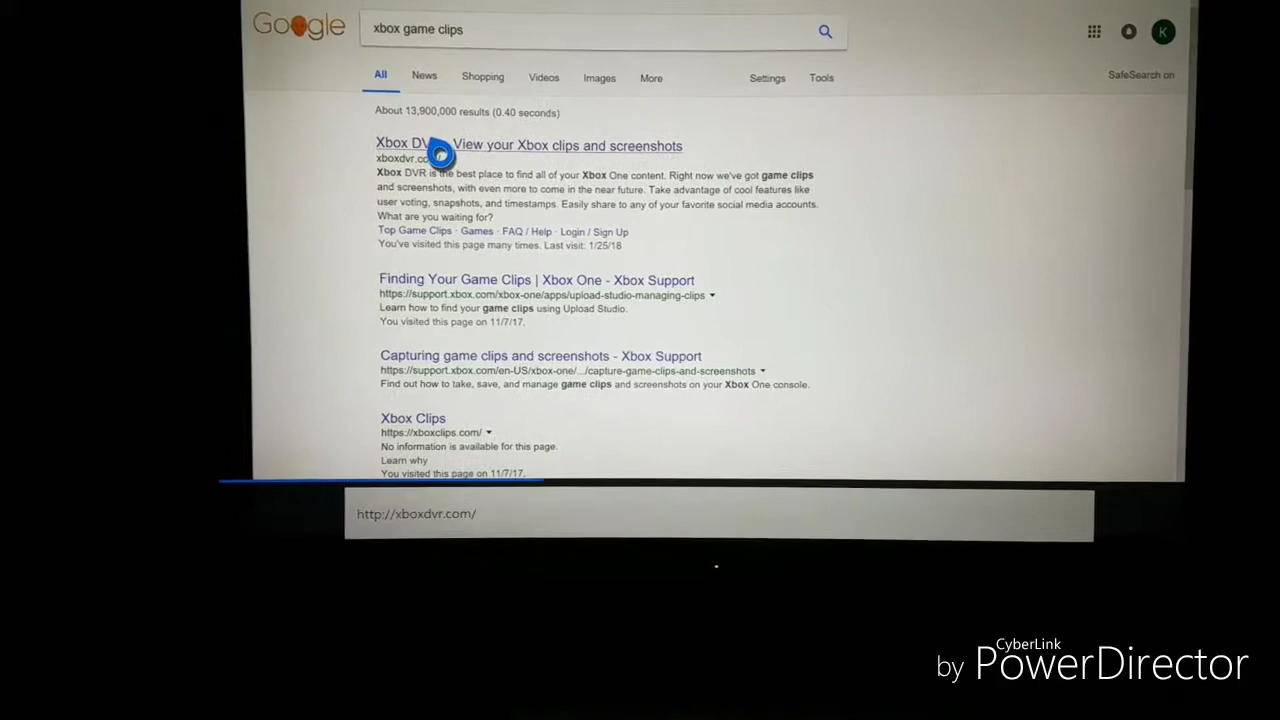 Google
xbox game clips
K
All News Shopping Videos Images More Settings Tools
SafeSearch on
About 13,900,000 results (0.40 seconds)
Xbox DV View your Xbox clips and screenshots
xboxdvr.co
Xbox DVR is the best place to find all of your Xbox One content. Right now we've got game clips
and screenshots, with even more to come in the near future. Take advantage of cool features like
user voting, snapshots, and timestamps. Easily share to any of your favorite social media accounts.
What are you waiting for?
Top Game Clips · Games · FAQ / Help · Login / Sign Up
You've visited this page many times. Last visit: 1/25/18
Finding Your Game Clips | Xbox One - Xbox Support
https://support.xbox.com/xbox-one/apps/upload-studio-managing-clips
Learn how to find your game clips using Upload Studio.
You visited this page on 11/7/17.
Capturing game clips and screenshots - Xbox Support
https://support.xbox.com/en-US/xbox-one/.../capture-game-clips-and-screenshots
Find out how to take, save, and manage game clips and screenshots on your Xbox One console.
Xbox Clips
https://xboxclips.com/
No information is available for this page.
Learn why
You visited this page on 11/7/17.
http://xboxdvr.com/
CyberLink
by PowerDirector